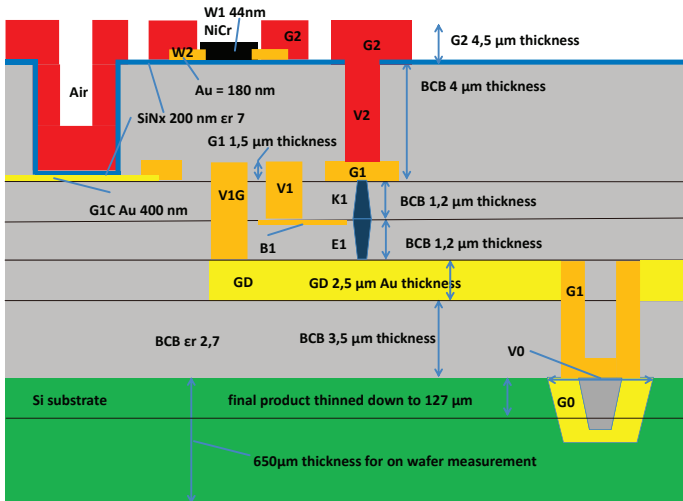 W1 44nm
NiCr
G2
G2
G2 4,5 µm thickness
W2
Au = 180 nm
Air
BCB 4 µm thickness
SiNx 200 nm εr 7
V2
G1 1,5 µm thickness
G1
V1G
V1
K1
BCB 1,2 µm thickness
G1C Au 400 nm
B1
E1
BCB 1,2 µm thickness
GD
GD 2,5 µm Au thickness
G1
BCB εr 2,7
BCB 3,5 µm thickness
V0
Si substrate
final product thinned down to 127 µm
G0
650µm thickness for on wafer measurement